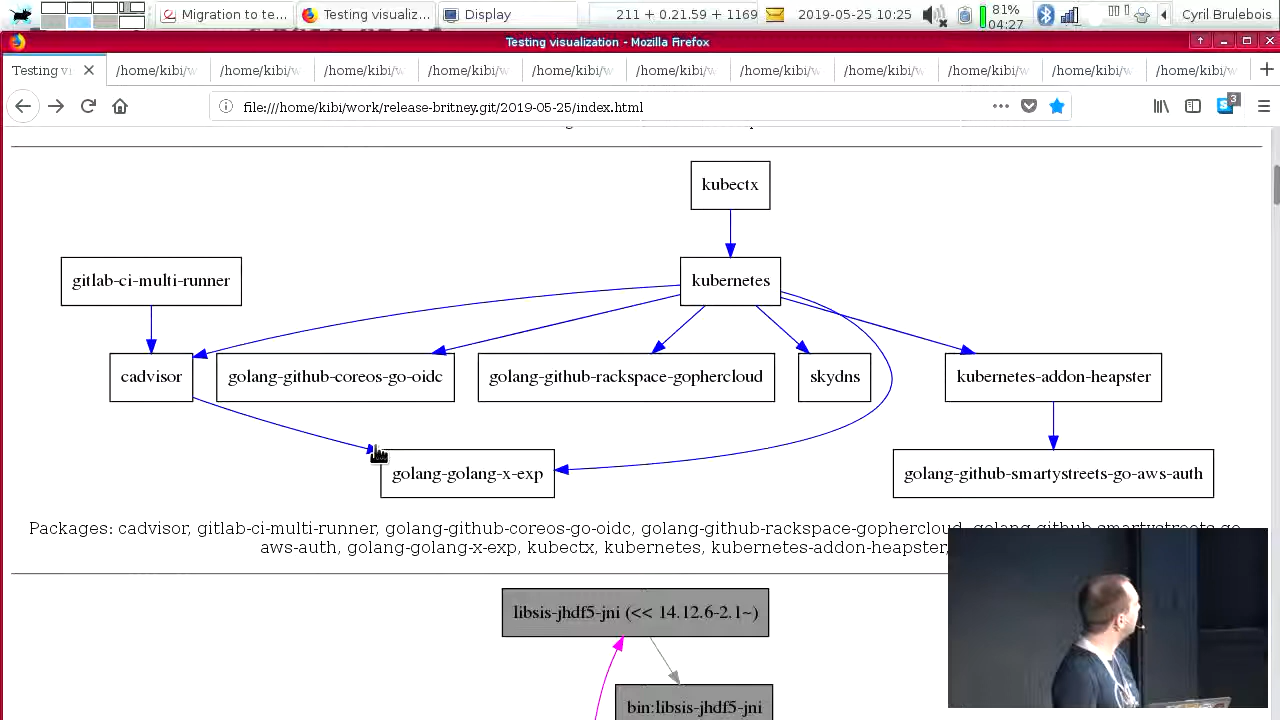 Migration to te...
Testing visualiz...
display
211 + 0.21.59 - 1169
2019-05-25 10:25
81%
04:27
Cyril Brulebois
Testing visualization - Mozilla Firefox
Testing vi
/home/kibi/w
/home/kibi/w
/home/kibi/w
/home/kibi/w
/home/kibi/w
/home/kibi/w
/home/kibi/w
/home/kibi/w
/home/kibi/w
/home/kibi/w
/home/kibi/w
file:///home/kibi/work/release-britney.git/2019-05-25/index.html
3
kubectx
gitlab-ci-multi-runner
kubernetes
cadvisor
golang-github-coreos-go-oidc
golang-github-rackspace-gophercloud
skydns
kubernetes-addon-heapster
golang-golang-x-exp
golang-github-smartystreets-go-aws-auth
Packages: cadvisor, gitlab-ci-multi-runner, golang-github-coreos-go-oidc, golang-github-rackspace-gophercloud, golang-github-smartystreets-go-
aws-auth, golang-golang-x-exp, kubectx, kubernetes, kubernetes-addon-heapster,
libsis-jhdf5-jni (<< 14.12.6-2.1~)
bin:libsis-jhdf5-jni